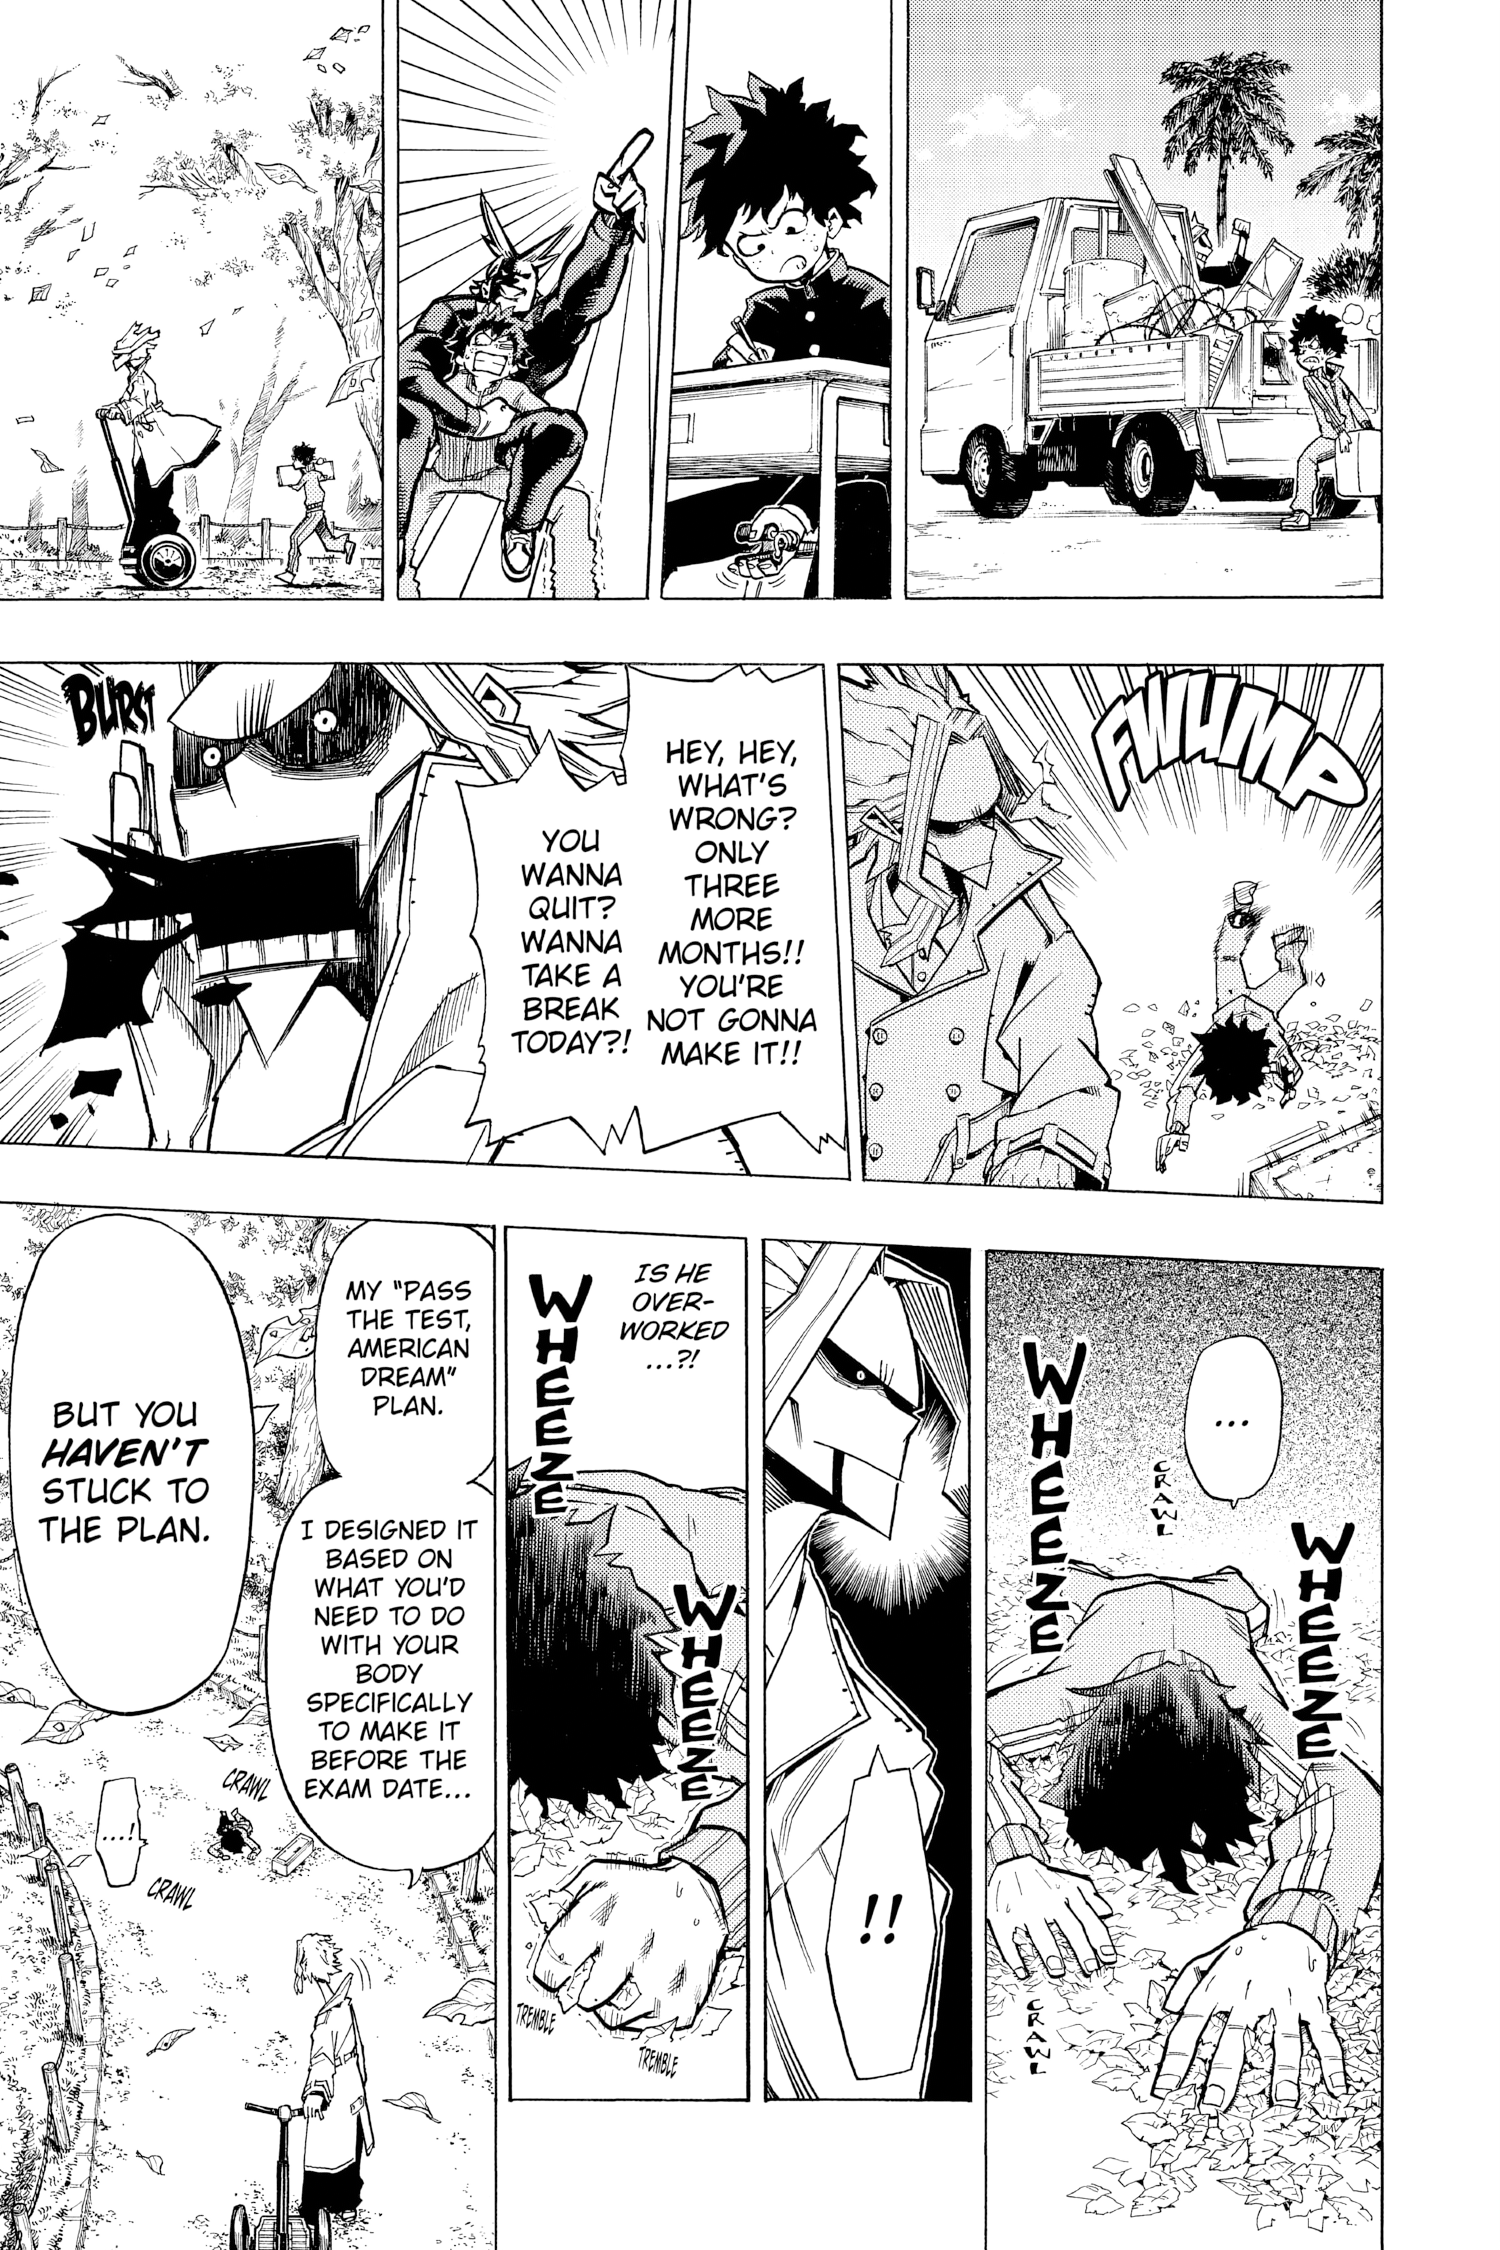 FWUMP
HEY, HEY,
WHAT'S
WRONG?
ONLY
THREE
MORE
MONTHS!!
YOU'RE
NOT GONNA
MAKE IT!!
YOU
WANNA
QUIT?
WANNA
TAKE A
BREAK
TODAY?!
BURST
...
CRAWL
WHEEZE
WHEEZE
CRAWL
!!
IS HE
OVER-
WORKED
...?!
WHEEZE
WHEEZE
TREMBLE
TREMBLE
MY "PASS
THE TEST,
AMERICAN
DREAM"
PLAN.
I DESIGNED IT
BASED ON
WHAT YOU'D
NEED TO DO
WITH YOUR
BODY
SPECIFICALLY
TO MAKE IT
BEFORE THE
EXAM DATE...
BUT YOU
HAVEN'T
STUCK TO
THE PLAN.
CRAWL
...!
CRAWL